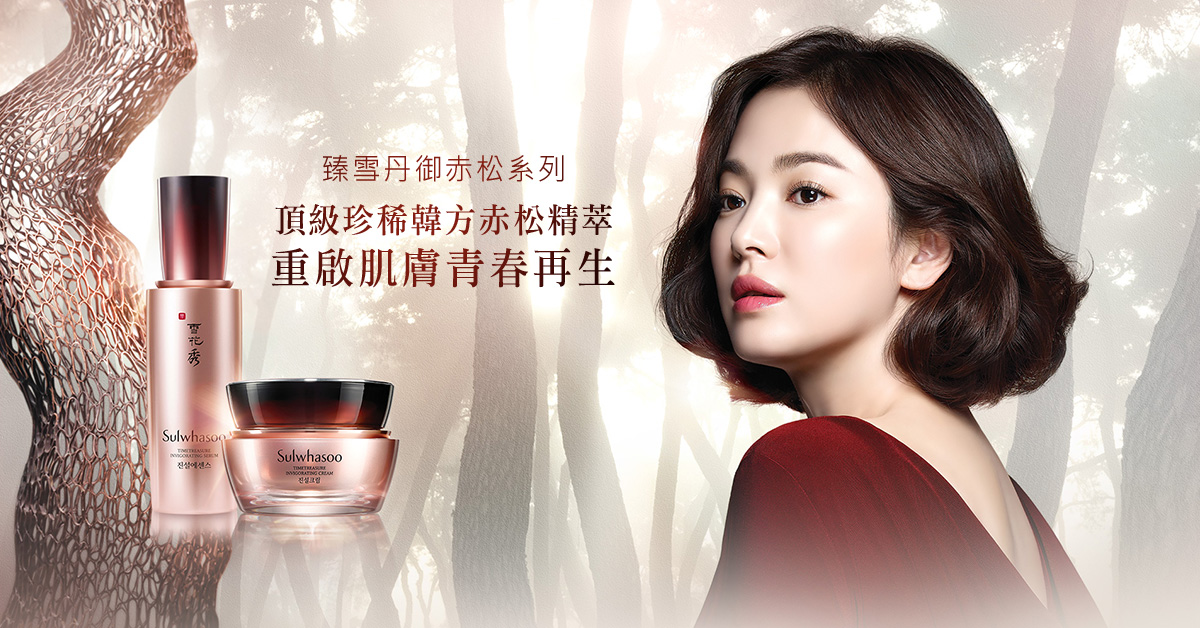 臻雪丹御赤松系列
頂級珍稀韓方赤松精萃
重啟肌膚青春再生
雪花秀
Sulwhasoo
TIMETREASURE
INVIGORATING SERUM
진설에센스
Sulwhasoo
TIMETREASURE
INVIGORATING CREAM
진설크림